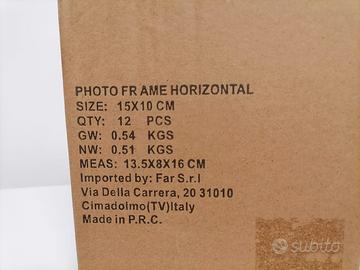 PHOTO FR AME HORIZONTAL
SIZE: 15X10 CM
QTY: 12 PCS
GW: 0.54 KGS
NW: 0.51 KGS
MEAS: 13.5X8X16 CM
Imported by: Far S.r.l
Via Della Carrera, 20 31010
Cimadolmo(TV)Italy
Made in P.R.C.
subito